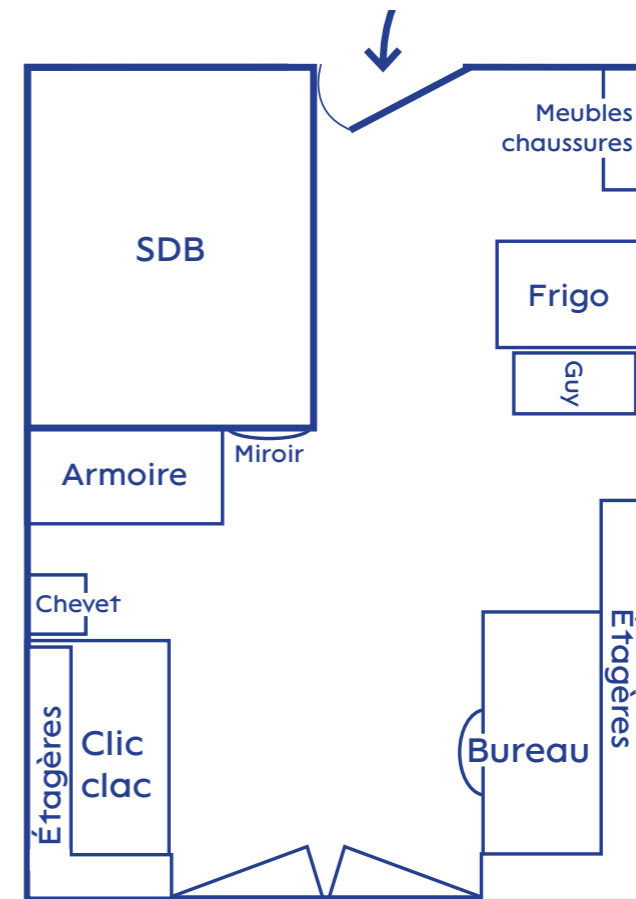 Meubles
chaussures
SDB
Frigo
Guy
Miroir
Armoire
Chevet
Étagères
Clic
clac
Bureau
Étagères